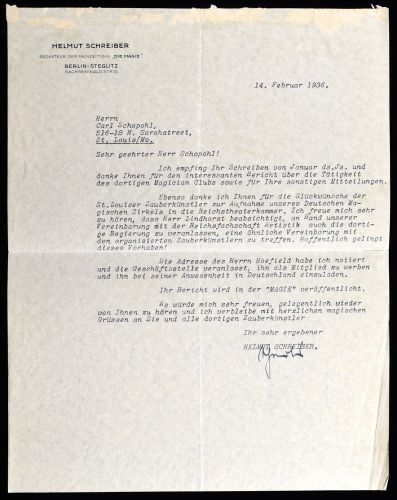 HELMUT SCHREIBER
REDAKTEUR DER FACHZEITUNG „DIE MAGIE"
BERLIN-STEGLITZ
SACHSENWALDSTR. 25
14. Februar 1936.
Herrn
Carl Schopohl,
516-18 N. Sarahstreet,
St. Louis/Mo.
Sehr geehrter Herr Schopohl!
Ich empfing Ihr Schreiben von Januar ds.Js. und
danke Ihnen für den interessanten Bericht über die Tätigkeit
des dortigen Magician Clubs sowie für Ihre sonstigen Mitteilungen.
Ebenso danke ich Ihnen für die Glückwünsche der
St.Louiser Zauberkünstler zur Aufnahme unseres Deutschen Ma-
gischen Zirkels in die Reichstheaterkammer. Ich freue mich sehr
zu hören, dass Herr Lindhorst beabsichtigt, an Hand unserer
Vereinbarung mit der Reichsfachschaft Artistik auch die dorti-
ge Regierung zu veranlassen, eine ähnliche Vereinbarung mit
den organisierten Zauberkünstlern zu treffen. Hoffentlich gelingt
dieses Vorhaben!
Die Adresse des Herrn Hoefield habe ich notiert
und die Geschäftsstelle veranlasst, ihn als Mitglied zu werben
und ihn bei seiner Anwesenheit in Deutschland einzuladen.
Ihr Bericht wird in der "MAGIE" veröffentlicht.
Es würde mich sehr freuen, gelegentlich wieder
von Ihnen zu hören und ich verbleibe mit herzlichen magischen
Grüssen an Sie und alle dortigen Zauberkünstler
Ihr sehr ergebener
HELMUT SCHREIBER.